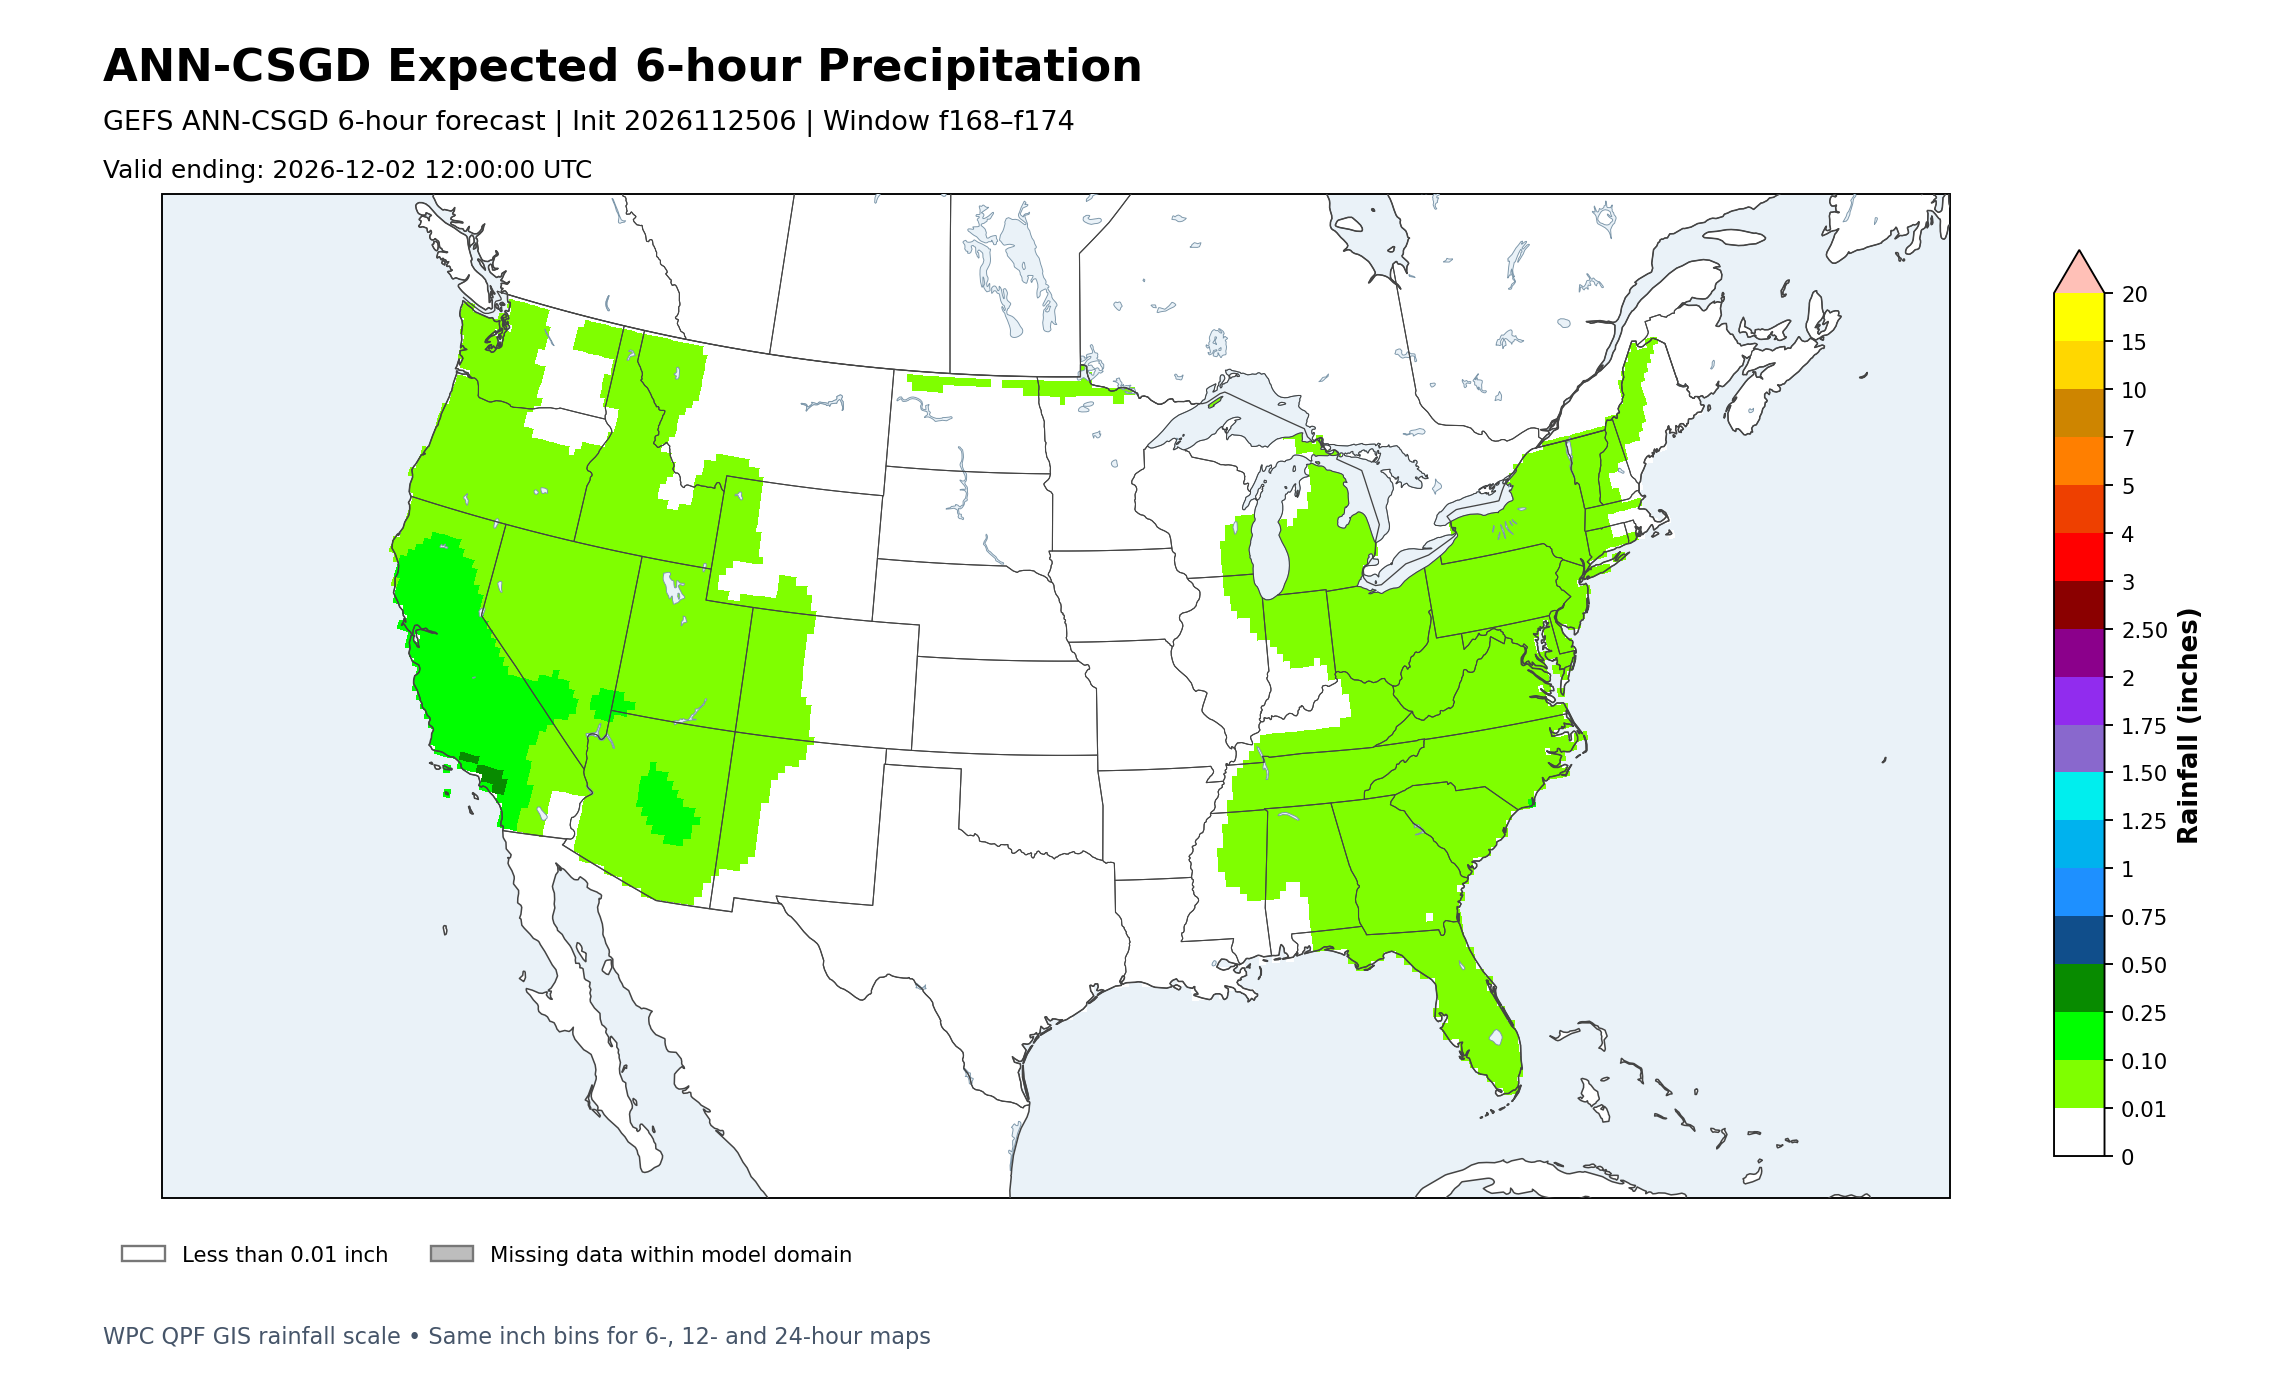 ANN-CSGD Expected 6-hour Precipitation
GEFS ANN-CSGD 6-hour forecast | Init 2026112506 | Window f168–f174
Valid ending: 2026-12-02 12:00:00 UTC
20
15
10
7
5
4
3
2.50
2
1.75
1.50
1.25
1
0.75
0.50
0.25
0.10
0.01
0
Rainfall (inches)
Less than 0.01 inch
Missing data within model domain
WPC QPF GIS rainfall scale • Same inch bins for 6-, 12- and 24-hour maps